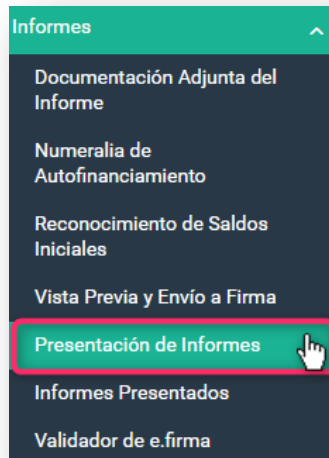 Informes
Documentación Adjunta del
Informe
Numeralia de
Autofinanciamiento
Reconocimiento de Saldos
Iniciales
Vista Previa y Envío a Firma
Presentación de Informes
Informes Presentados
Validador de e.firma